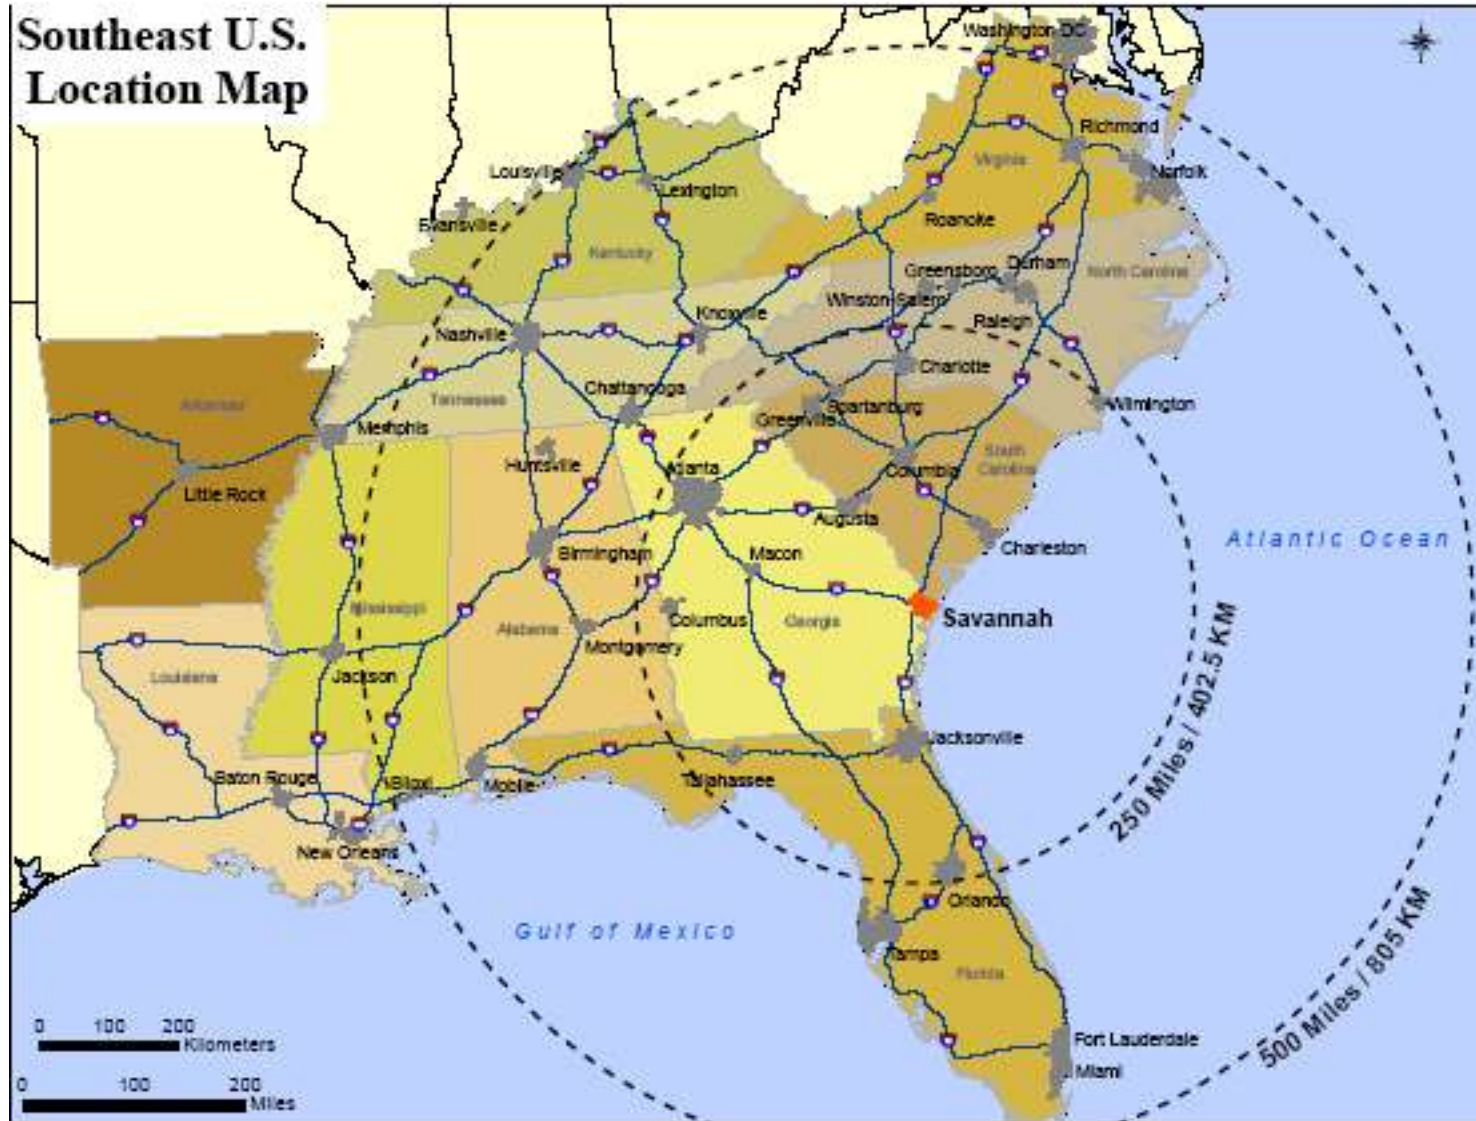 Southeast U.S.
Location Map
Washington DC
Richmond
Virginia
Norfolk
Louisville
Lexington
Evansville
Roanoke
Kentucky
Greensboro
Durham
North Carolina
Winston-Salem
Knoxville
Raleigh
Nashville
Charlotte
Chattanooga
Tennessee
Arkansas
Spartanburg
Wilmington
Greenville
Memphis
South
Carolina
Huntsville
Atlanta
Columbia
Little Rock
Augusta
Atlantic Ocean
Charleston
Birmingham
Macon
Mississippi
Savannah
Columbus
Georgia
Alabama
Montgomery
Jackson
Louisiana
250 Miles / 402.5 KM
Jacksonville
Baton Rouge
Biloxi
Mobile
Tallahassee
New Orleans
Orlando
Gulf of Mexico
Tampa
Florida
500 Miles / 805 KM
0 100 200
Kilometers
Fort Lauderdale
Miami
0 100 200
Miles